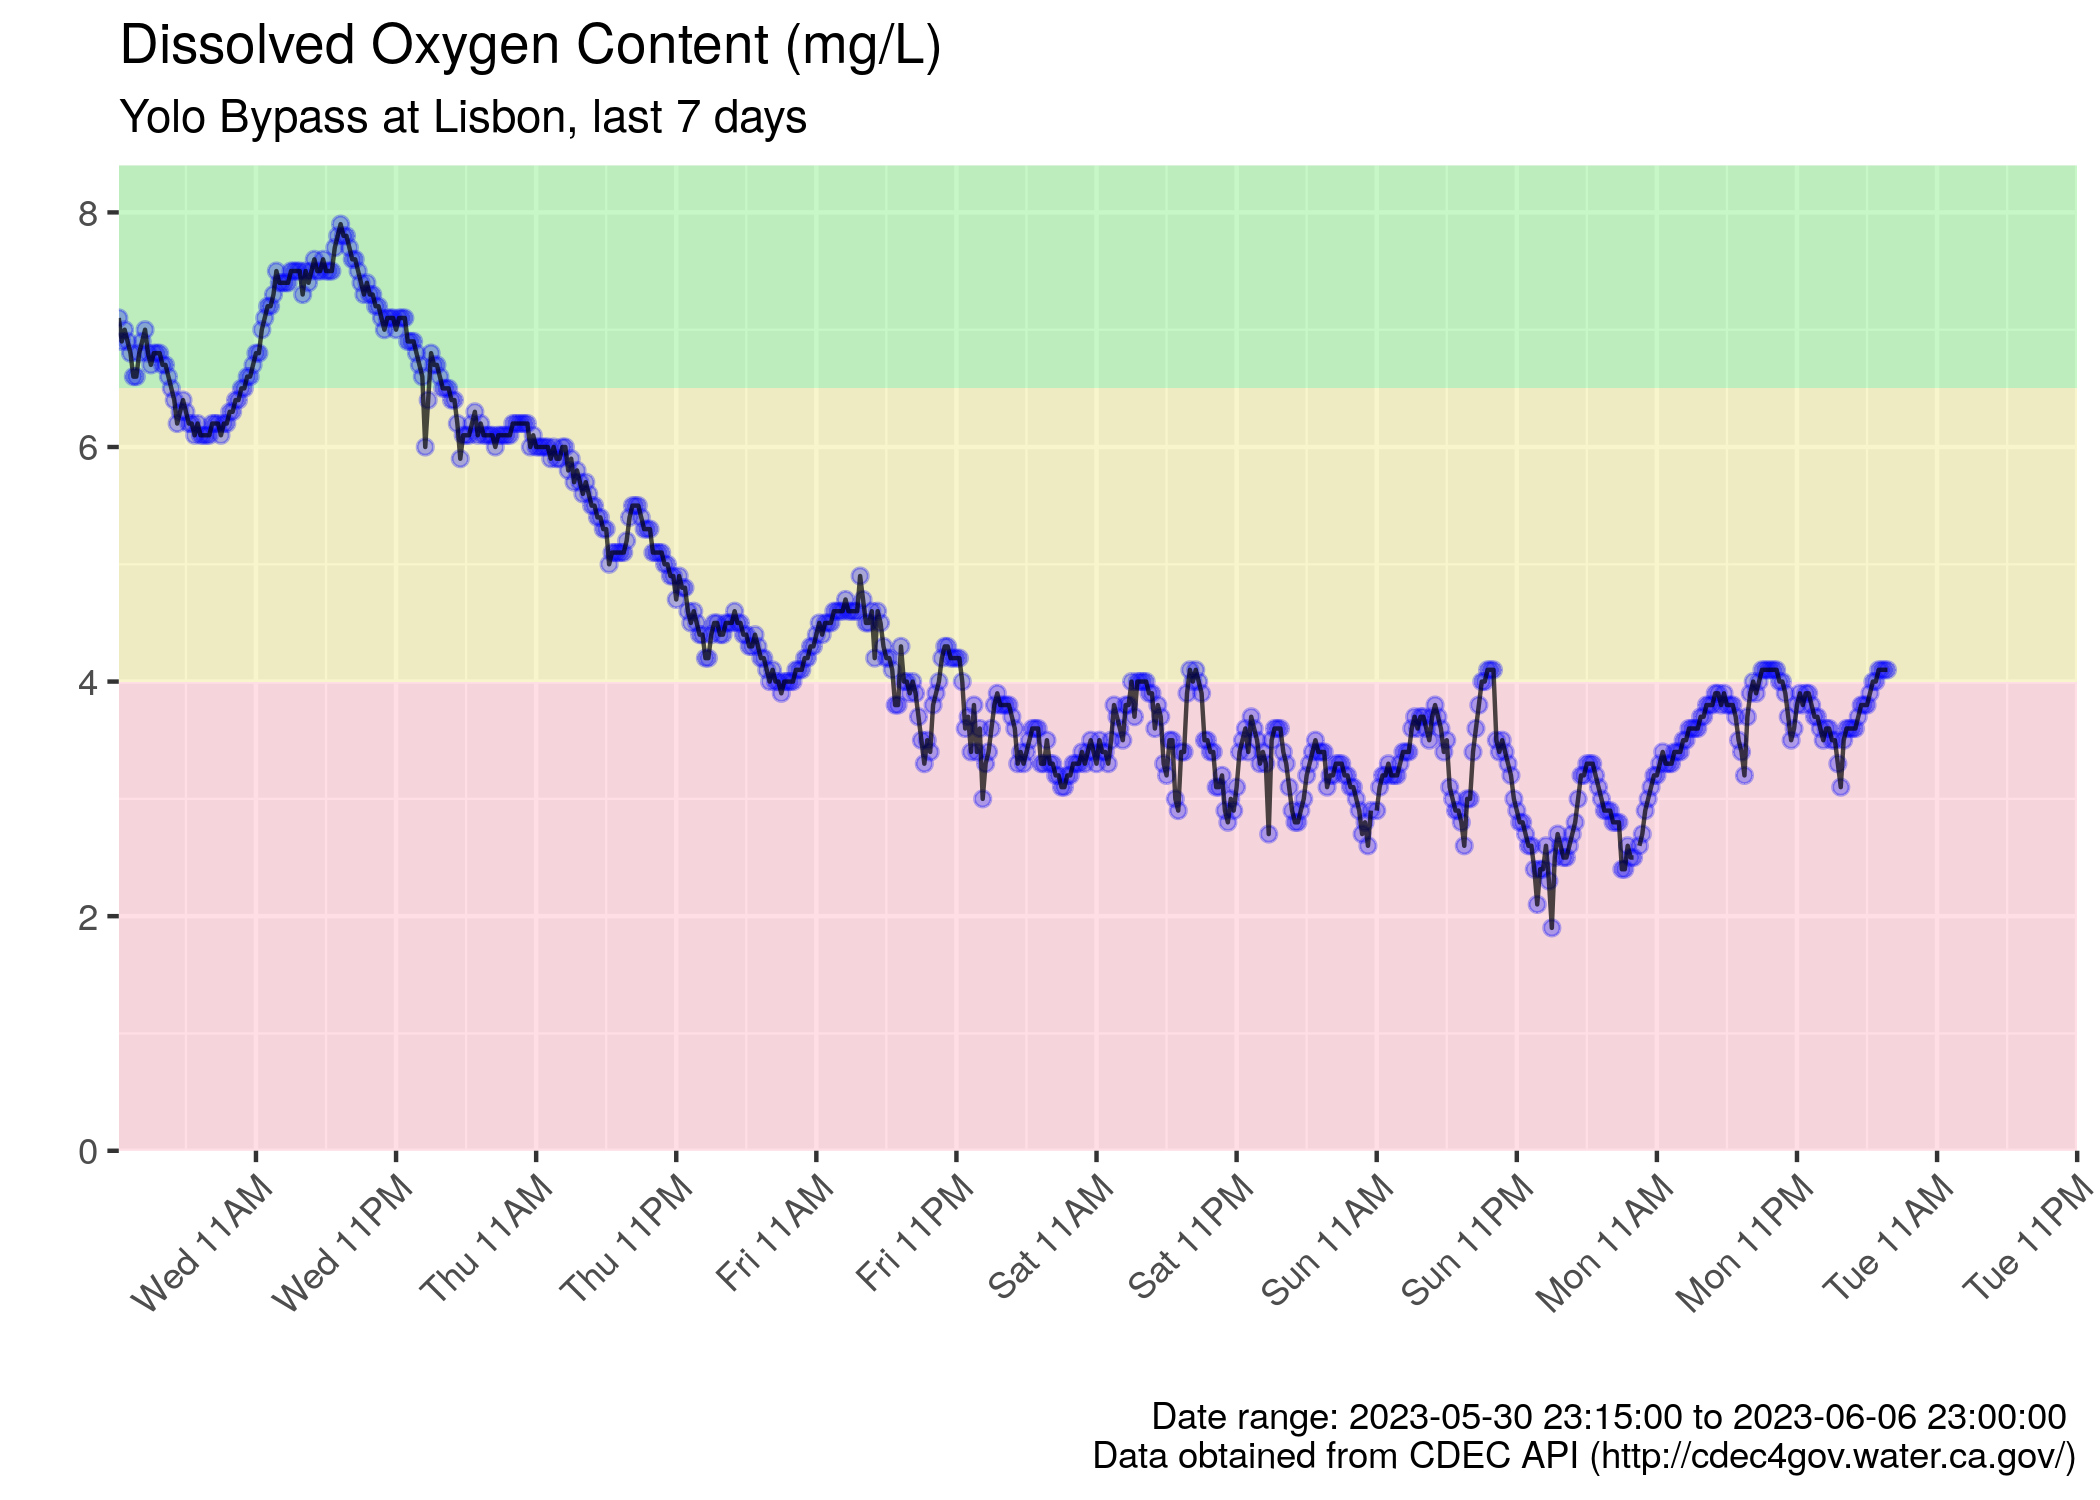 Dissolved Oxygen Content (mg/L)
Yolo Bypass at Lisbon, last 7 days
8
6
4
2
0
Wed 11AM
Wed 11PM
Thu 11AM
Thu 11PM
Fri 11AM
Fri 11PM
Sat 11AM
Sat 11PM
Sun 11AM
Sun 11PM
Mon 11AM
Mon 11PM
Tue 11AM
Tue 11PM
Date range: 2023-05-30 23:15:00 to 2023-06-06 23:00:00
Data obtained from CDEC API (http://cdec4gov.water.ca.gov/)